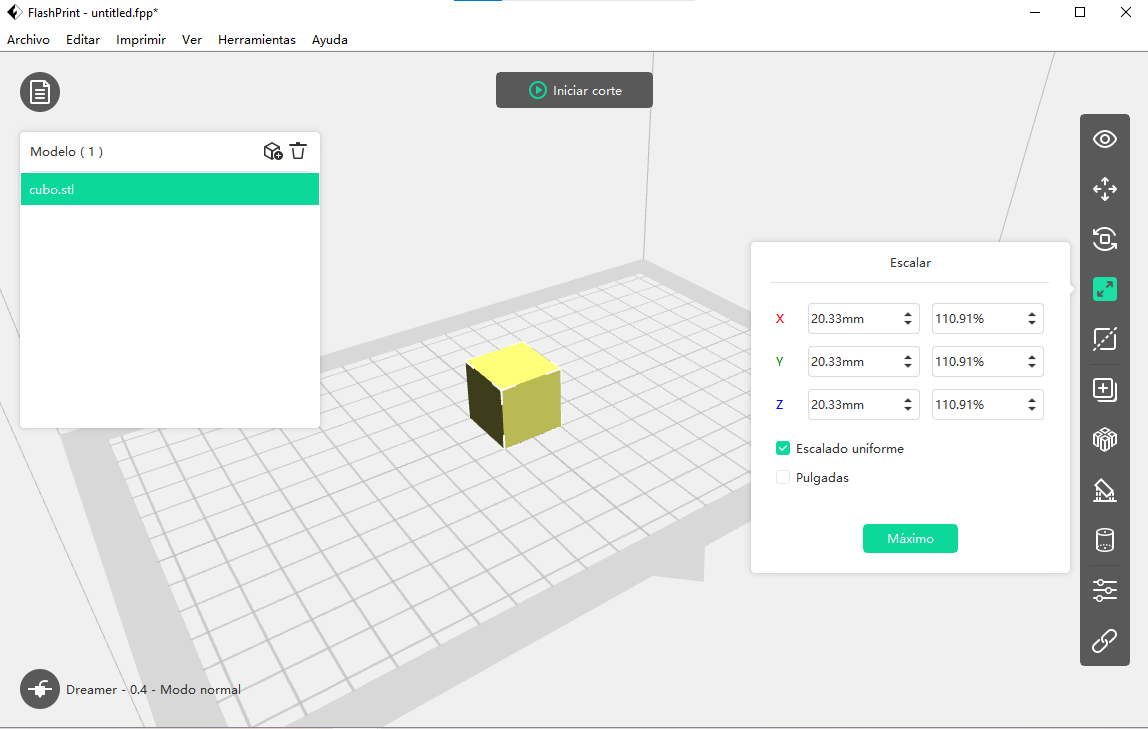 FlashPrint - untitled.fpp*
Archivo Editar Imprimir Ver Herramientas Ayuda
Iniciar corte
Modelo ( 1 )
cubo.stl
Escalar
X 20.33mm 110.91%
Y 20.33mm 110.91%
Z 20.33mm 110.91%
Escalado uniforme
Pulgadas
Máximo
Dreamer - 0.4 - Modo normal